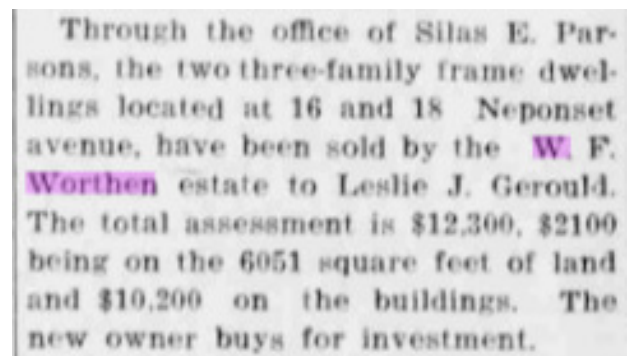 Through the office of Silas E. Par-
sons, the two three-family frame dwel-
lings located at 16 and 18 Neponset
avenue, have been sold by the W. F.
Worthen estate to Leslie J. Gerould.
The total assessment is $12,300, $2100
being on the 6051 square feet of land
and $10,200 on the buildings. The
new owner buys for investment.